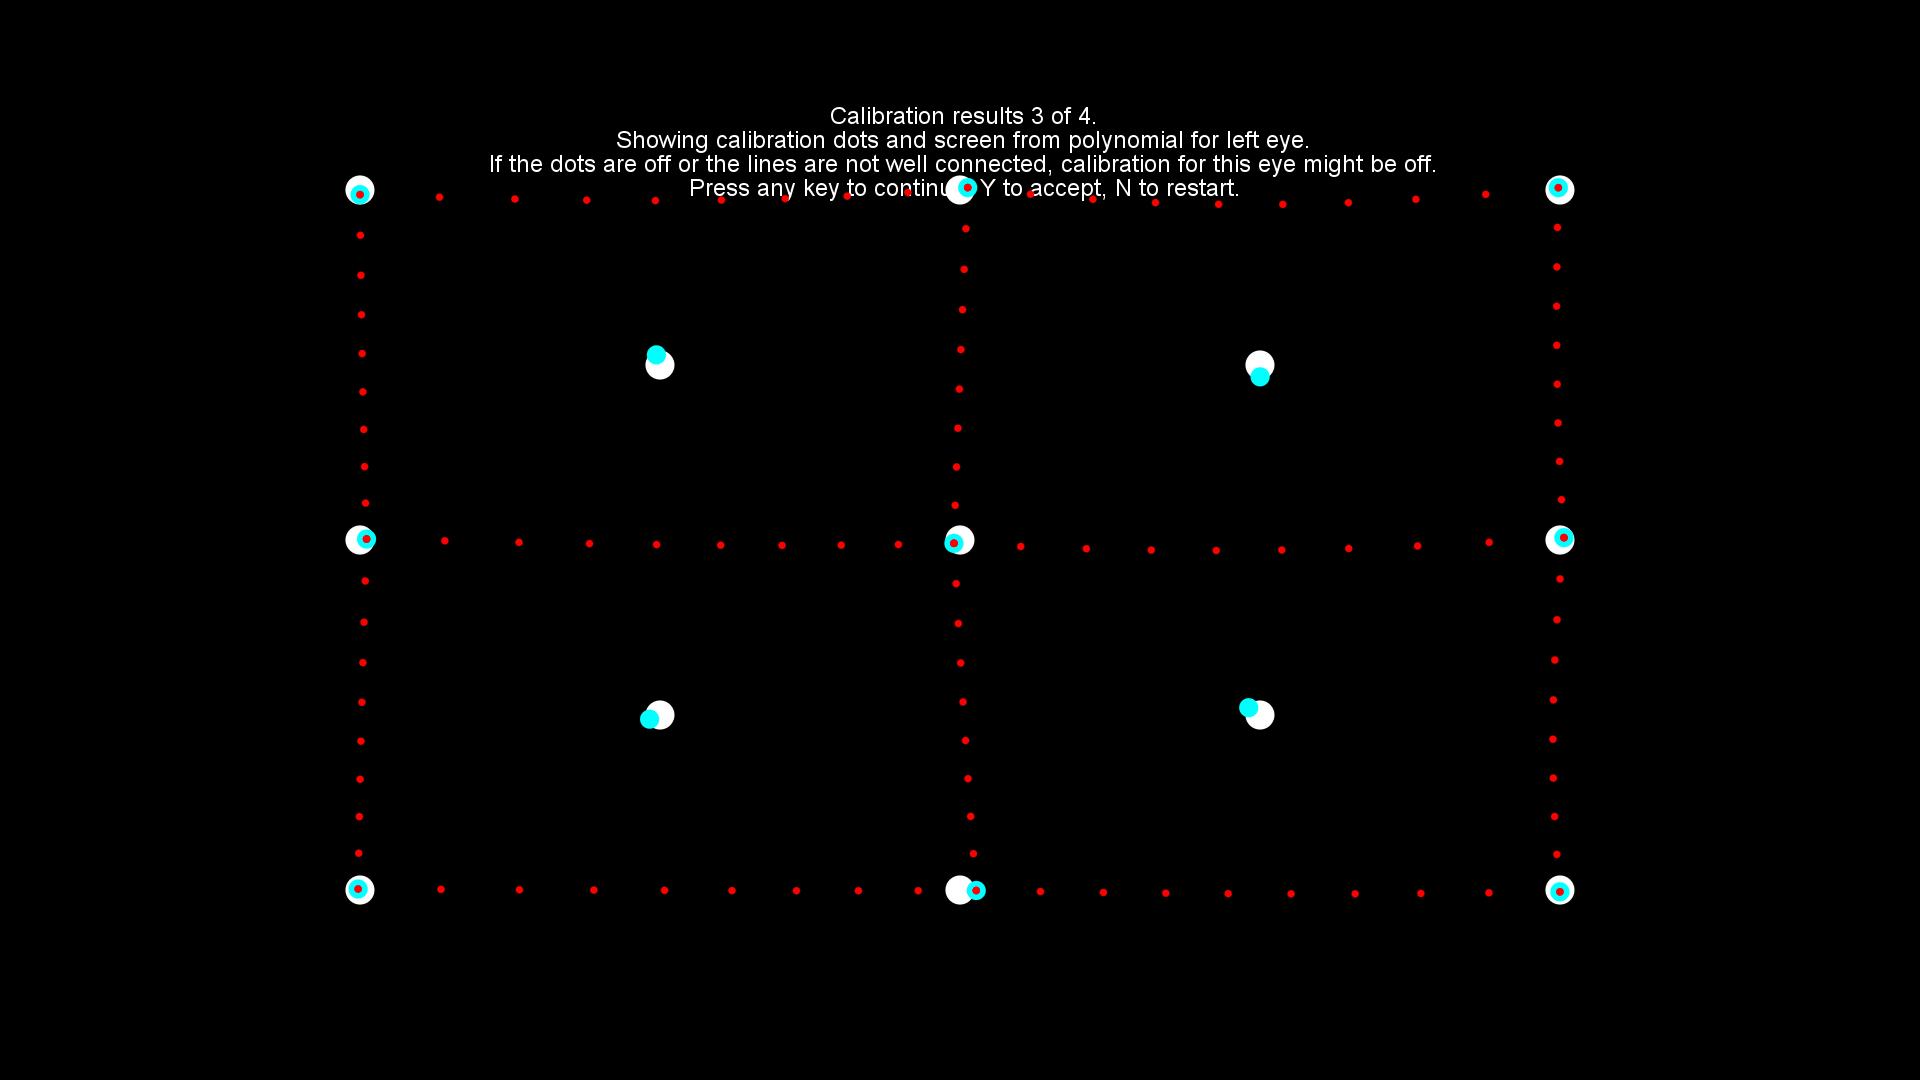 Calibration results 3 of 4.
Showing calibration dots and screen from polynomial for left eye.
If the dots are off or the lines are not well connected, calibration for this eye might be off.
Press any key to continue, Y to accept, N to restart.